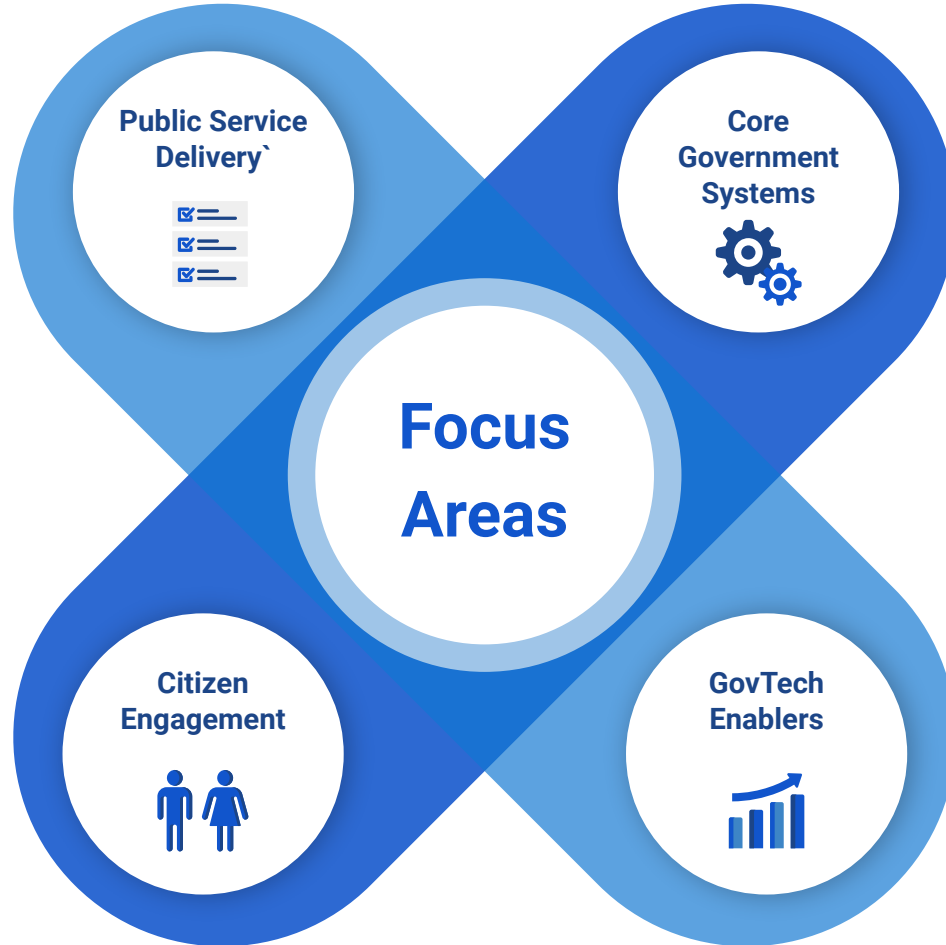 Public Service
Delivery`
Core
Government
Systems
Focus
Areas
Citizen
Engagement
GovTech
Enablers